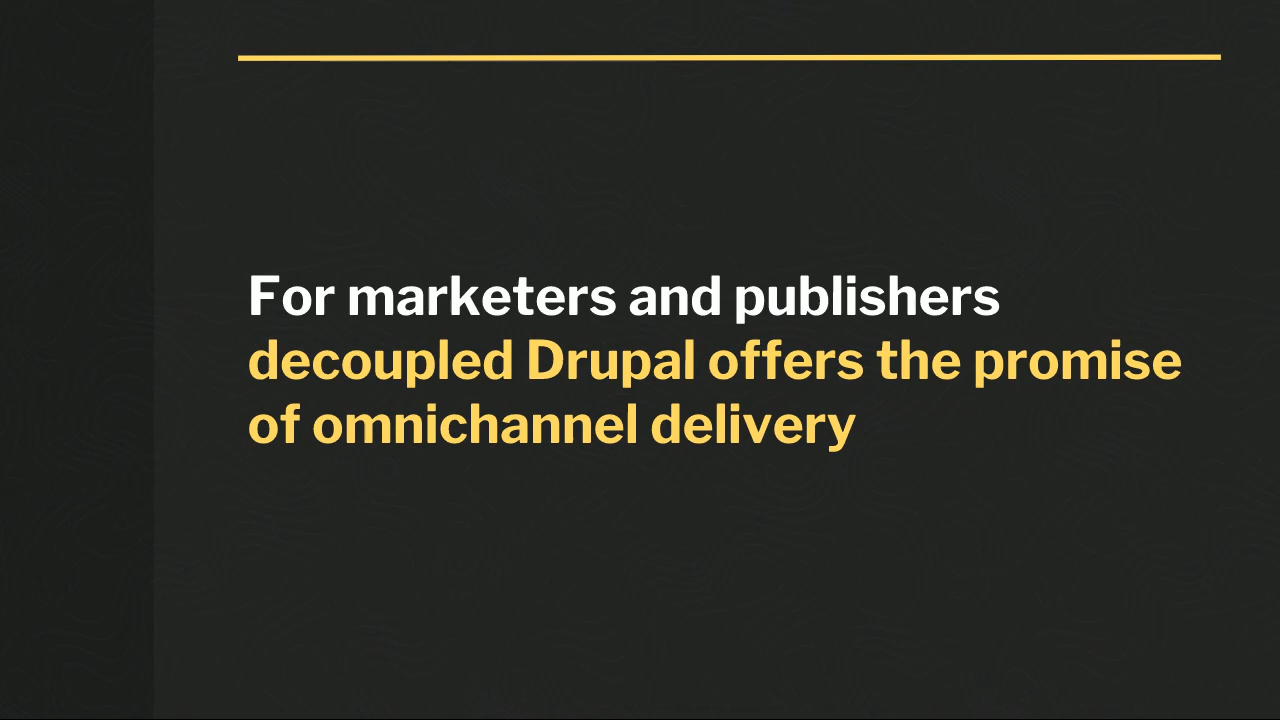 For marketers and publishers
decoupled Drupal offers the promise
of omnichannel delivery